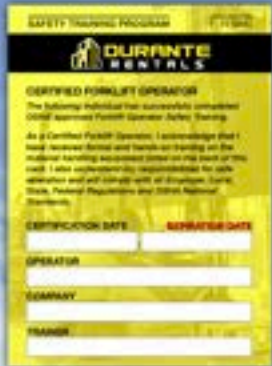 SAFETY TRAINING PROGRAM
DURANTE
RENTALS
CERTIFIED FORKLIFT OPERATOR
The following individual has successfully completed
OSHA approved Forklift Operator Safety Training.
As a Certified Forklift Operator, I acknowledge that I
have received formal and hands-on training on the
material handling equipment listed on the back of this
card. I also understand my responsibilities for safe
operation and will comply with all Employer, Local,
State, Federal Regulations and OSHA National
Standards.
CERTIFICATION DATE
EXPIRATION DATE
OPERATOR
COMPANY
TRAINER